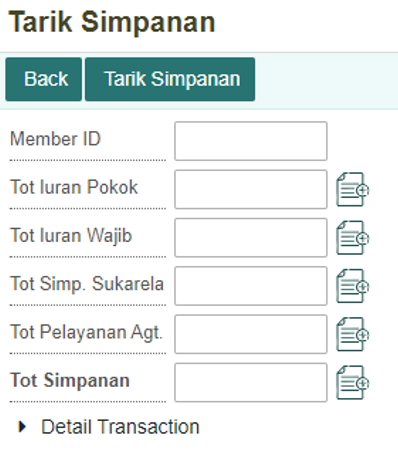 Tarik Simpanan
Back Tarik Simpanan
Member ID
Tot Iuran Pokok
Tot Iuran Wajib
Tot Simp. Sukarela
Tot Pelayanan Agt.
Tot Simpanan
Detail Transaction